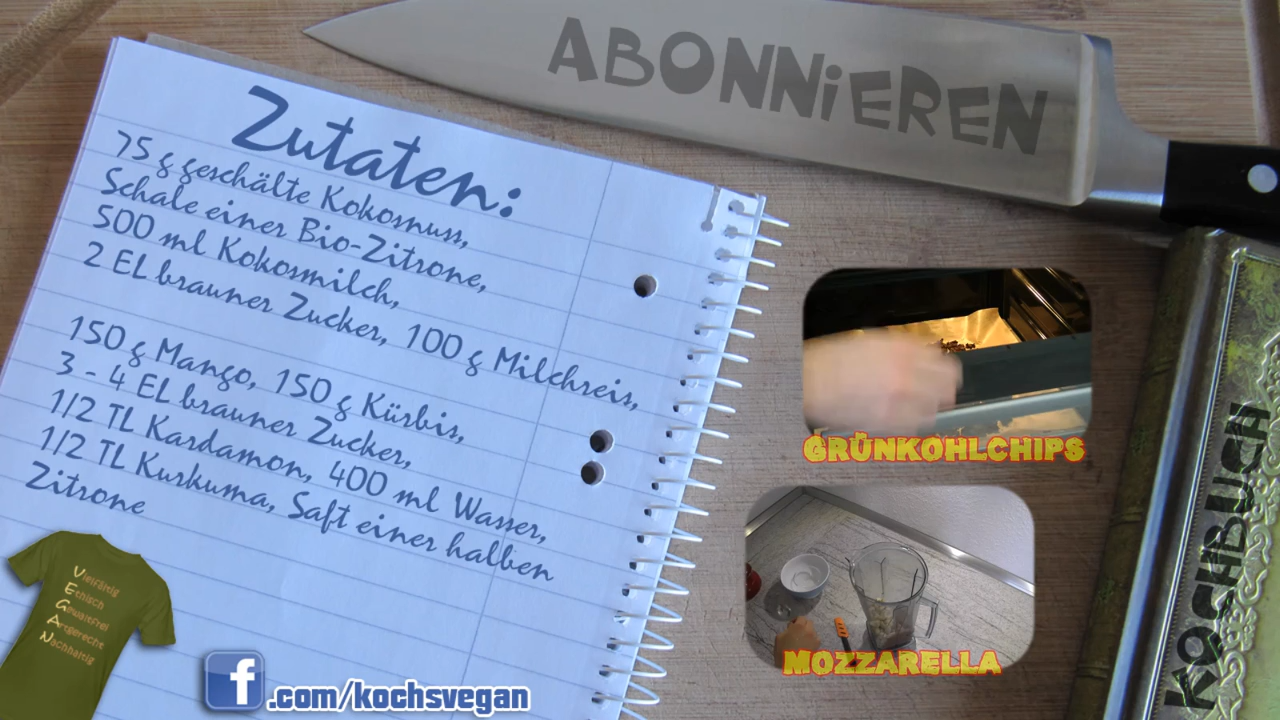 ABONNiEREN
Zutaten:
75 g geschälte Kokosnuss,
Schale einer Bio-Zitrone,
500 ml Kokosmilch,
2 EL brauner Zucker, 100 g Milchreis,
150 g Mango, 150 g Kürbis,
3 - 4 EL brauner Zucker,
1/2 TL Kardamon, 400 ml Wasser,
1/2 TL Kurkuma, Saft einer halben
Zitrone
GRÜNKOHLCHIPS
MOZZARELLA
KOCHBUCH
Vielfältig
Ethisch
Gewaltfrei
Artgerecht
Nachhaltig
f .com/kochsvegan